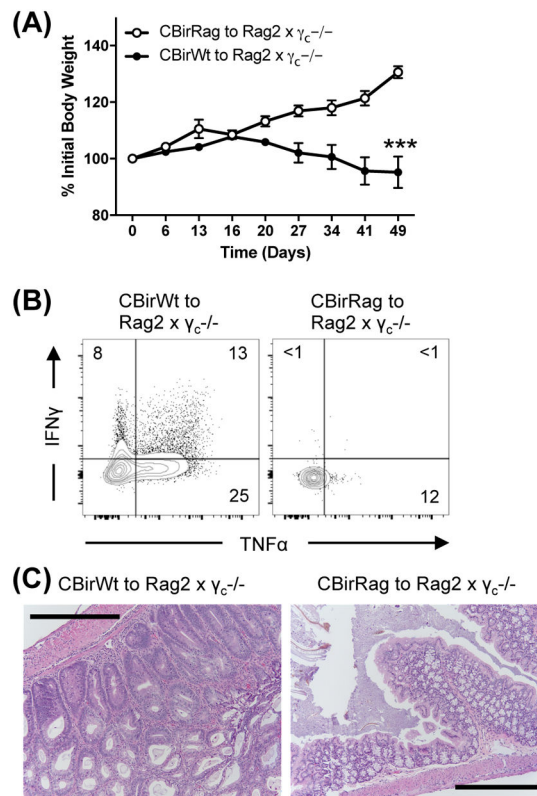 (A)
CBirRag to Rag2 x γc−/−
CBirWt to Rag2 x γc−/−
% Initial Body Weight
140
120
100
80
***
0 6 13 16 20 27 34 41 49
Time (Days)
(B)
CBirWt to
Rag2 x γc-/-
CBirRag to
Rag2 x γc-/-
8 13
25
<1 <1
12
IFNγ
TNFα
(C)
CBirWt to Rag2 x γc-/-
CBirRag to Rag2 x γc-/-